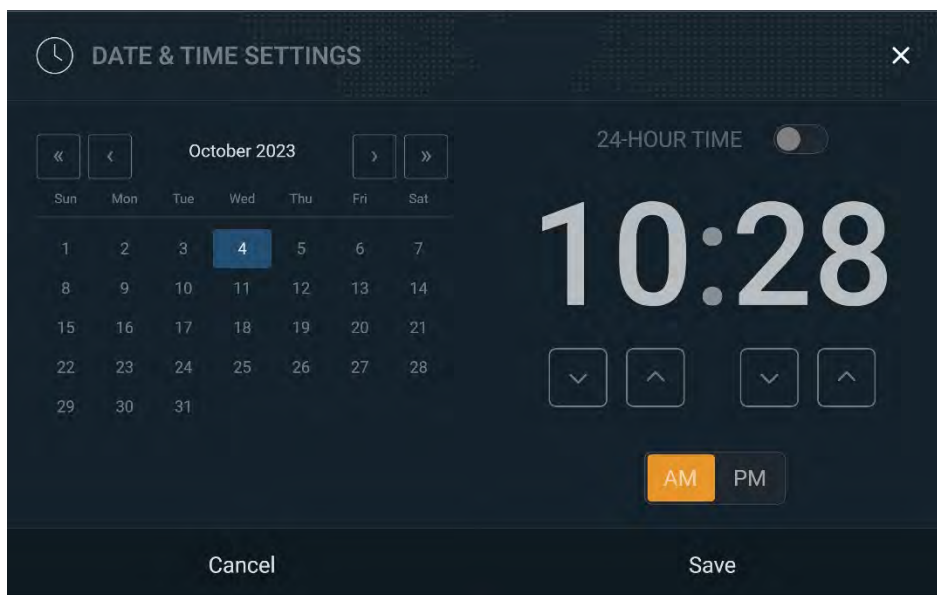 DATE & TIME SETTINGS
×
« ‹ October 2023 › »
Sun Mon Tue Wed Thu Fri Sat
1 2 3 4 5 6 7
8 9 10 11 12 13 14
15 16 17 18 19 20 21
22 23 24 25 26 27 28
29 30 31
24-HOUR TIME
10:28
AM PM
Cancel
Save